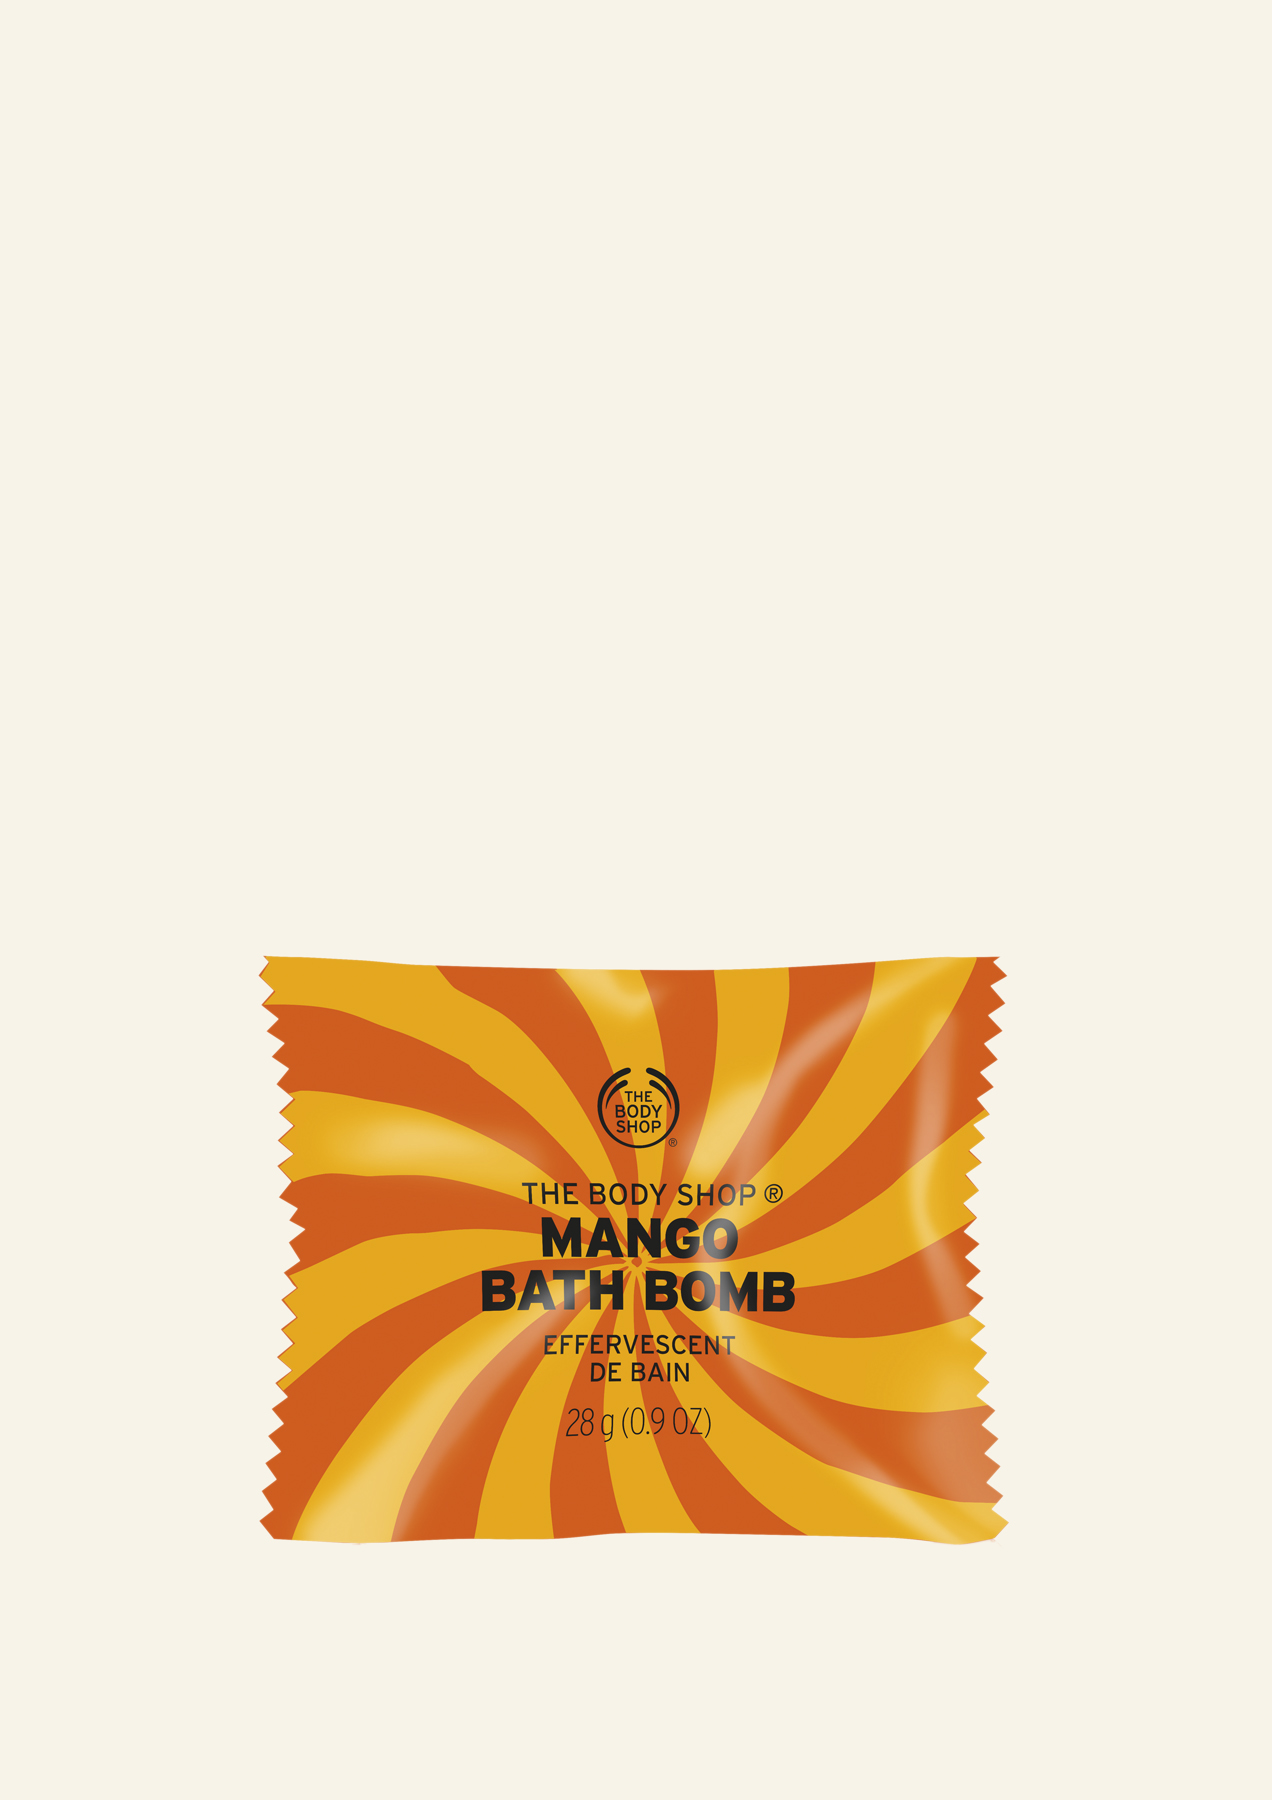 THE
BODY
SHOP
®
THE BODY SHOP ®
MANGO
BATH BOMB
EFFERVESCENT
DE BAIN
28 g (0.9 OZ)